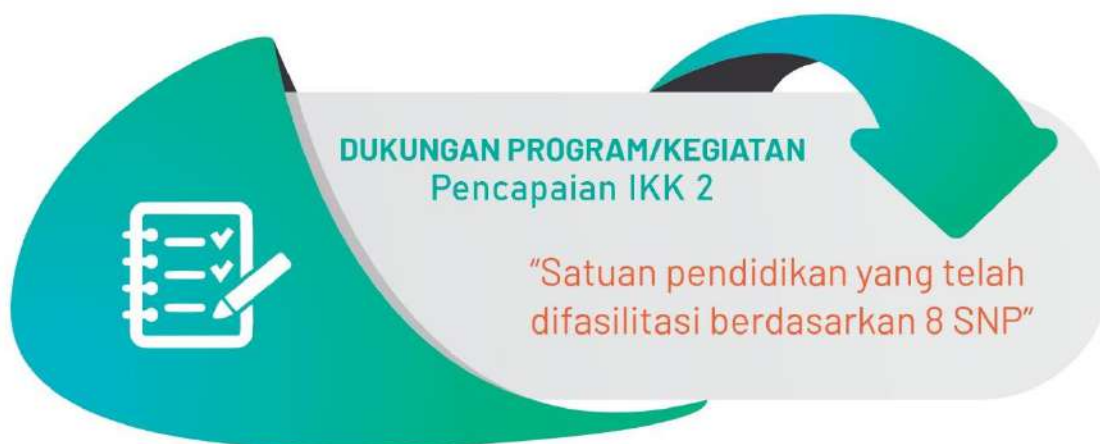 DUKUNGAN PROGRAM/KEGIATAN
Pencapaian IKK 2
"Satuan pendidikan yang telah
difasilitasi berdasarkan 8 SNP"